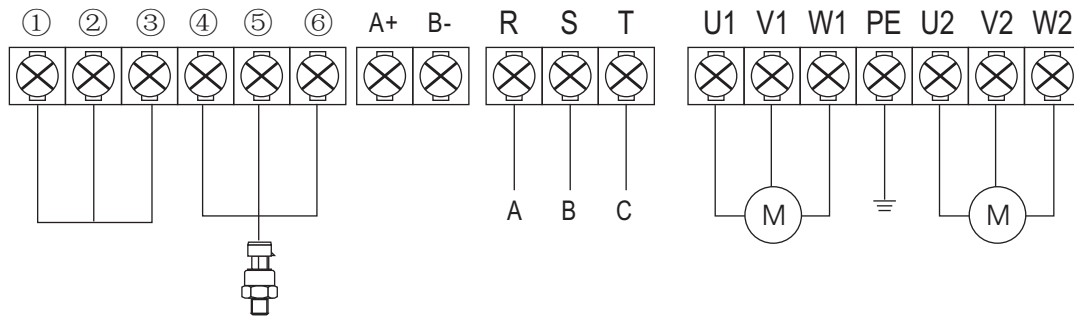 ① ② ③ ④ ⑤ ⑥ A+ B- R S T U1 V1 W1 PE U2 V2 W2
A B C M M